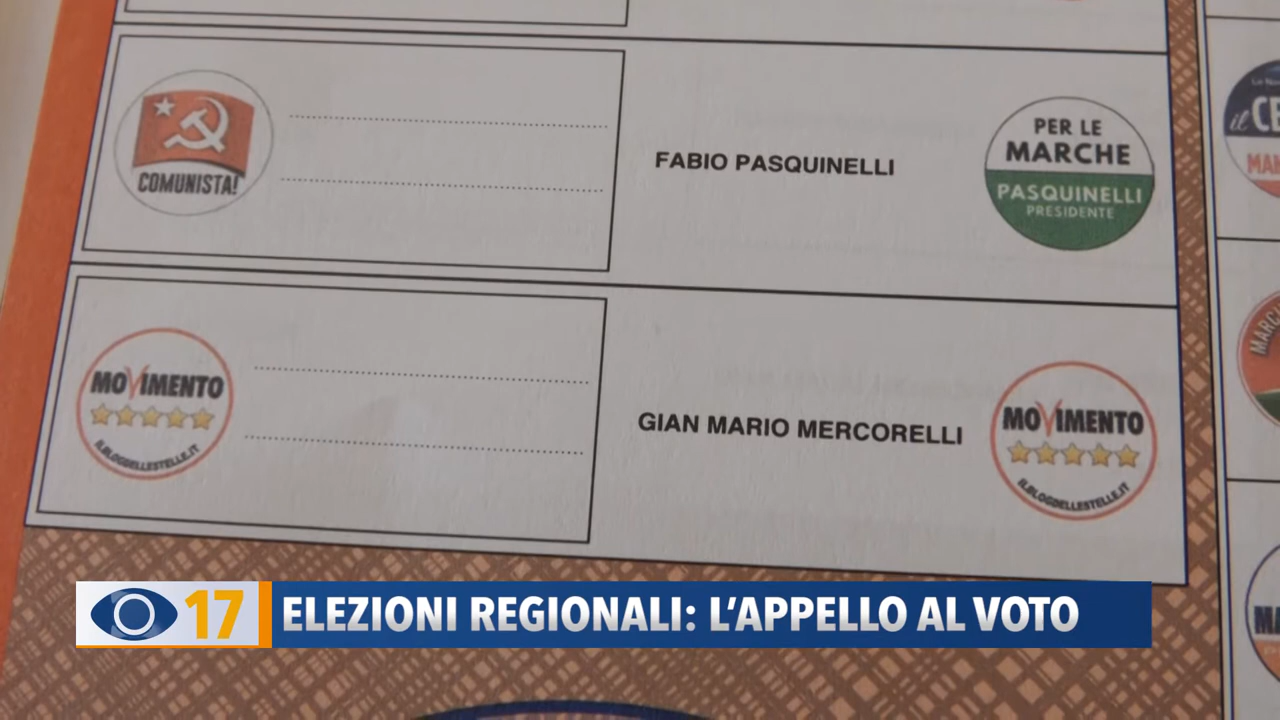 COMUNISTA!
FABIO PASQUINELLI
PER LE
MARCHE
PASQUINELLI
PRESIDENTE
MOVIMENTO
ILBLOGDELLESTELLE.IT
GIAN MARIO MERCORELLI
MOVIMENTO
ILBLOGDELLESTELLE.IT
il
17
ELEZIONI REGIONALI: L'APPELLO AL VOTO